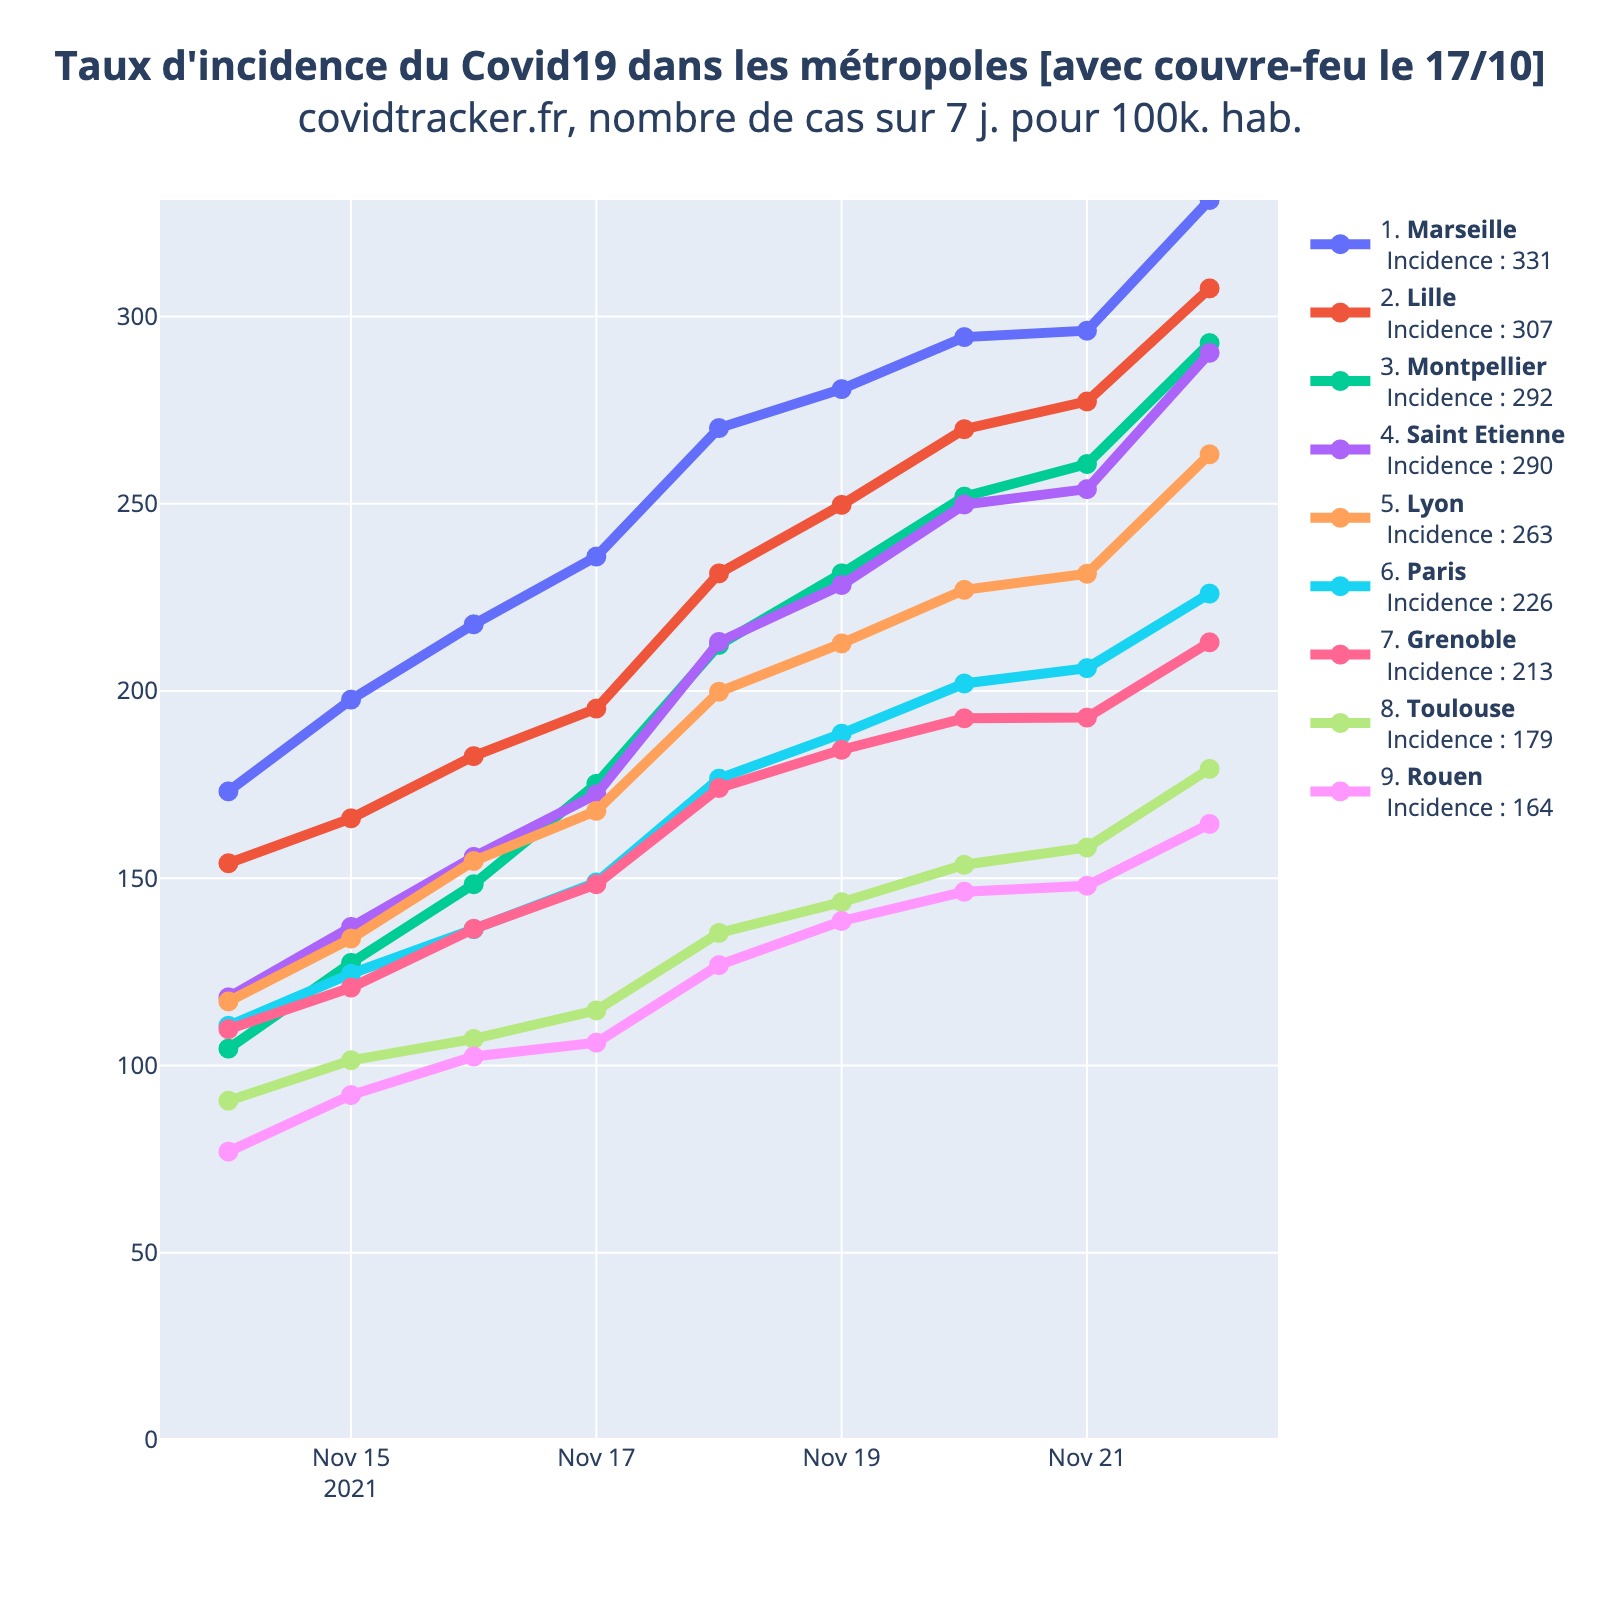 Taux d'incidence du Covid19 dans les métropoles [avec couvre-feu le 17/10]
covidtracker.fr, nombre de cas sur 7 j. pour 100k. hab.
300
250
200
150
100
50
0
Nov 15
2021
Nov 17
Nov 19
Nov 21
1. Marseille
Incidence : 331
2. Lille
Incidence : 307
3. Montpellier
Incidence : 292
4. Saint Etienne
Incidence : 290
5. Lyon
Incidence : 263
6. Paris
Incidence : 226
7. Grenoble
Incidence : 213
8. Toulouse
Incidence : 179
9. Rouen
Incidence : 164